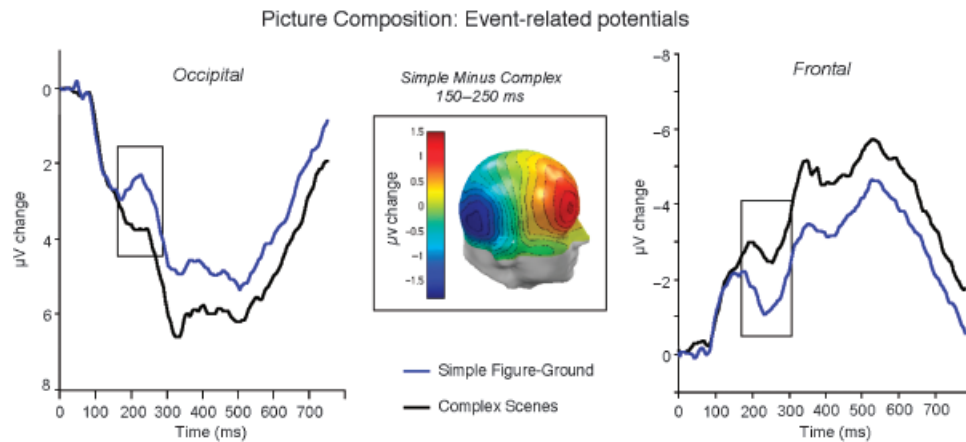 Picture Composition: Event-related potentials
Occipital
0
2
4
6
8
µV change
0 100 200 300 400 500 600 700
Time (ms)
Simple Minus Complex
150–250 ms
1.5
1
0.5
0
0.5
−1
−1.5
µV change
Simple Figure-Ground
Complex Scenes
Frontal
−8
−6
−4
−2
0
µV change
0 100 200 300 400 500 600 700
Time (ms)